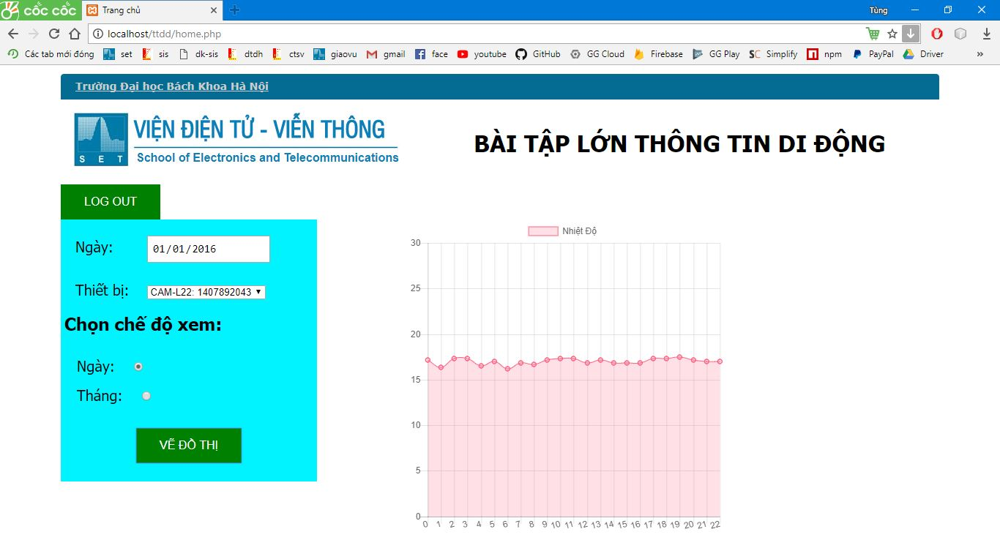 cốc cốc Trang chủ Tùng
localhost/ttdd/home.php
Các tab mới đóng set sis dk-sis dtdh ctsv giaovu gmail face youtube GitHub GG Cloud Firebase GG Play SC Simplify npm PayPal Driver »
Trường Đại học Bách Khoa Hà Nội
VIỆN ĐIỆN TỬ - VIỄN THÔNG
School of Electronics and Telecommunications
S E T
BÀI TẬP LỚN THÔNG TIN DI ĐỘNG
LOG OUT
Ngày: 01/01/2016
Thiết bị: CAM-L22: 1407892043
Chọn chế độ xem:
Ngày:
Tháng:
VẼ ĐỒ THỊ
Nhiệt Độ
30
25
20
15
10
5
0
0 1 2 3 4 5 6 7 8 9 10 11 12 13 14 15 16 17 18 19 20 21 22